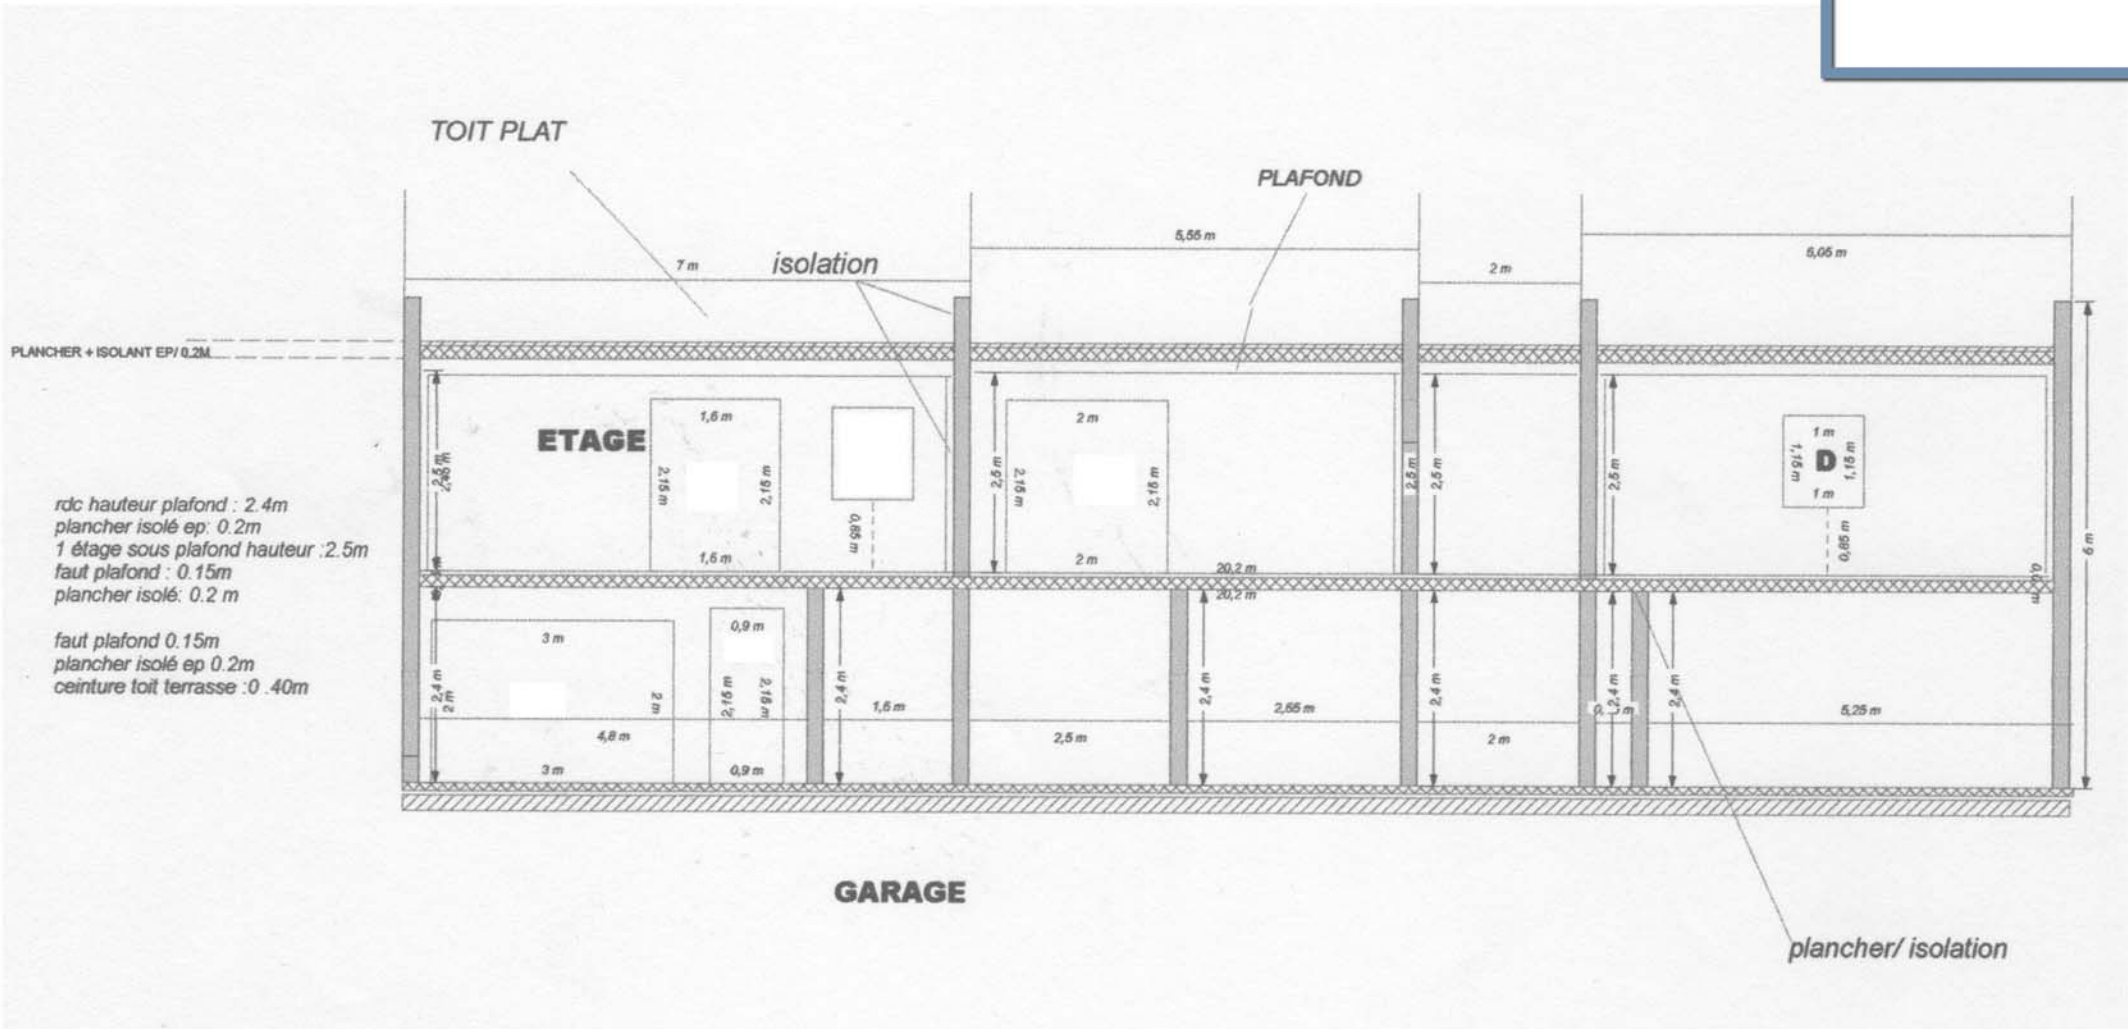 TOIT PLAT
PLAFOND
5,55 m
7 m
isolation
2 m
5,05 m
PLANCHER + ISOLANT EP/ 0.2M
ETAGE
1,6 m
2 m
1 m
2,5 m
2,45 m
2,15 m
2,15 m
0,85 m
2,5 m
2,15 m
2,15 m
2,5 m
2,5 m
2,5 m
1,15 m
D
1,15 m
1 m
0,85 m
6 m
1,6 m
2 m
20,2 m
20,2 m
rdc hauteur plafond : 2.4m
plancher isolé ep: 0.2m
1 étage sous plafond hauteur :2.5m
faut plafond : 0.15m
plancher isolé: 0.2 m
faut plafond 0.15m
plancher isolé ep 0.2m
ceinture toit terrasse :0 .40m
3 m
0,9 m
2,4 m
2 m
2 m
2,15 m
2,15 m
2,4 m
1,5 m
2,4 m
2,55 m
2,4 m
2,4 m
2,4 m
5,25 m
4,8 m
2,5 m
2 m
3 m
0,9 m
GARAGE
plancher/ isolation